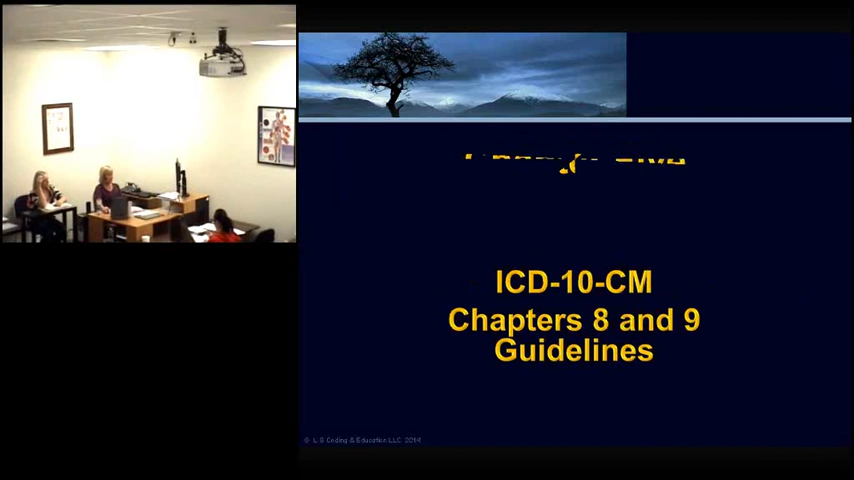 ICD-10-CM
Chapters 8 and 9
Guidelines
© L S Coding & Education LLC 2014